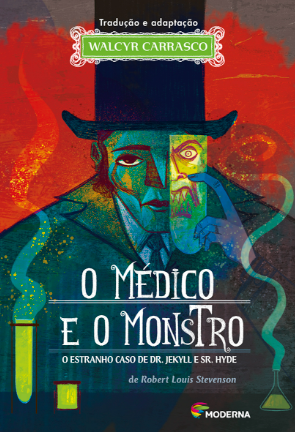 Tradução e adaptação
WALCYR CARRASCO
O MÉDICO
E O MONSTRO
O ESTRANHO CASO DE DR. JEKYLL E SR. HYDE
de Robert Louis Stevenson
MODERNA